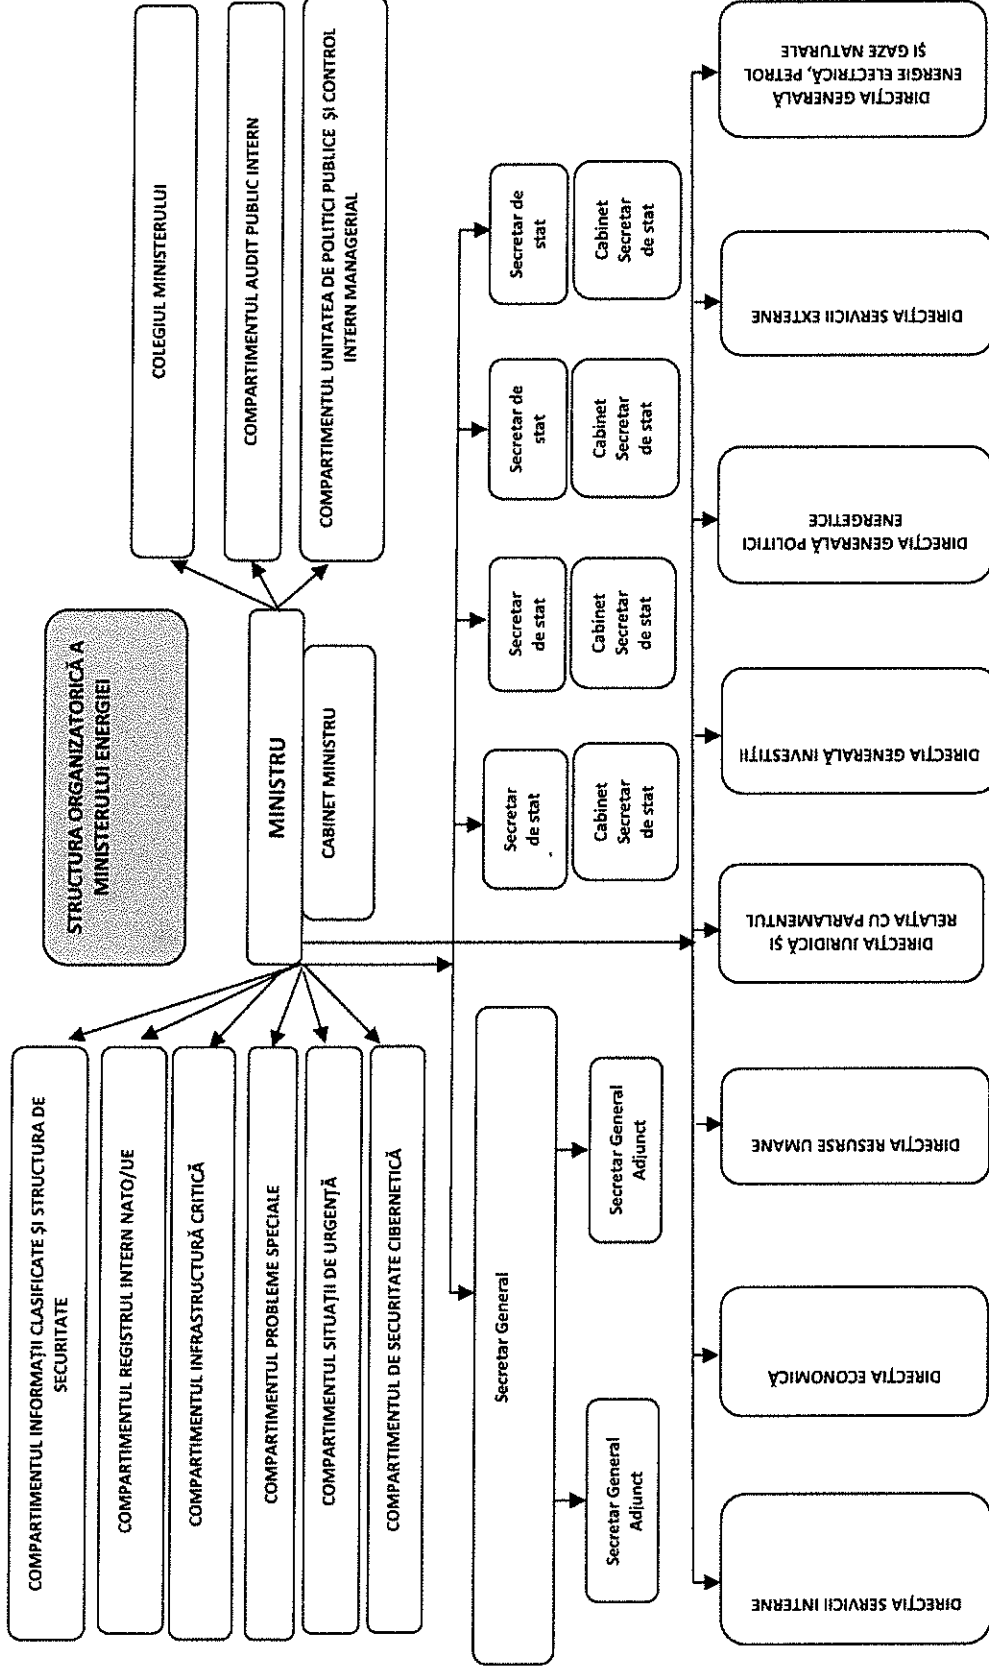 STRUCTURA ORGANIZATORICĂ A
MINISTERULUI ENERGIEI
COMPARTIMENTUL INFORMAȚII CLASIFICATE ȘI STRUCTURA DE
SECURITATE
COMPARTIMENTUL REGISTRUL INTERN NATO/UE
COMPARTIMENTUL INFRASTRUCTURĂ CRITICĂ
COMPARTIMENTUL PROBLEME SPECIALE
COMPARTIMENTUL SITUAȚII DE URGENȚĂ
COMPARTIMENTUL DE SECURITATE CIBERNETICĂ
MINISTRU
CABINET MINISTRU
COLEGIUL MINISTERULUI
COMPARTIMENTUL AUDIT PUBLIC INTERN
COMPARTIMENTUL UNITATEA DE POLITICI PUBLICE ȘI CONTROL
INTERN MANAGERIAL
Secretar General
Secretar General
Adjunct
Secretar General
Adjunct
Secretar
de stat
Cabinet
Secretar
de stat
Secretar
de stat
Cabinet
Secretar
de stat
Secretar de
stat
Cabinet
Secretar
de stat
Secretar de
stat
Cabinet
Secretar
de stat
DIRECȚIA SERVICII INTERNE
DIRECȚIA ECONOMICĂ
DIRECȚIA RESURSE UMANE
DIRECȚIA JURIDICĂ ȘI
RELAȚIA CU PARLAMENTUL
DIRECȚIA GENERALĂ INVESTIȚII
DIRECȚIA GENERALĂ POLITICI
ENERGETICE
DIRECȚIA SERVICII EXTERNE
DIRECȚIA GENERALĂ
ENERGIE ELECTRICĂ, PETROL
ȘI GAZE NATURALE